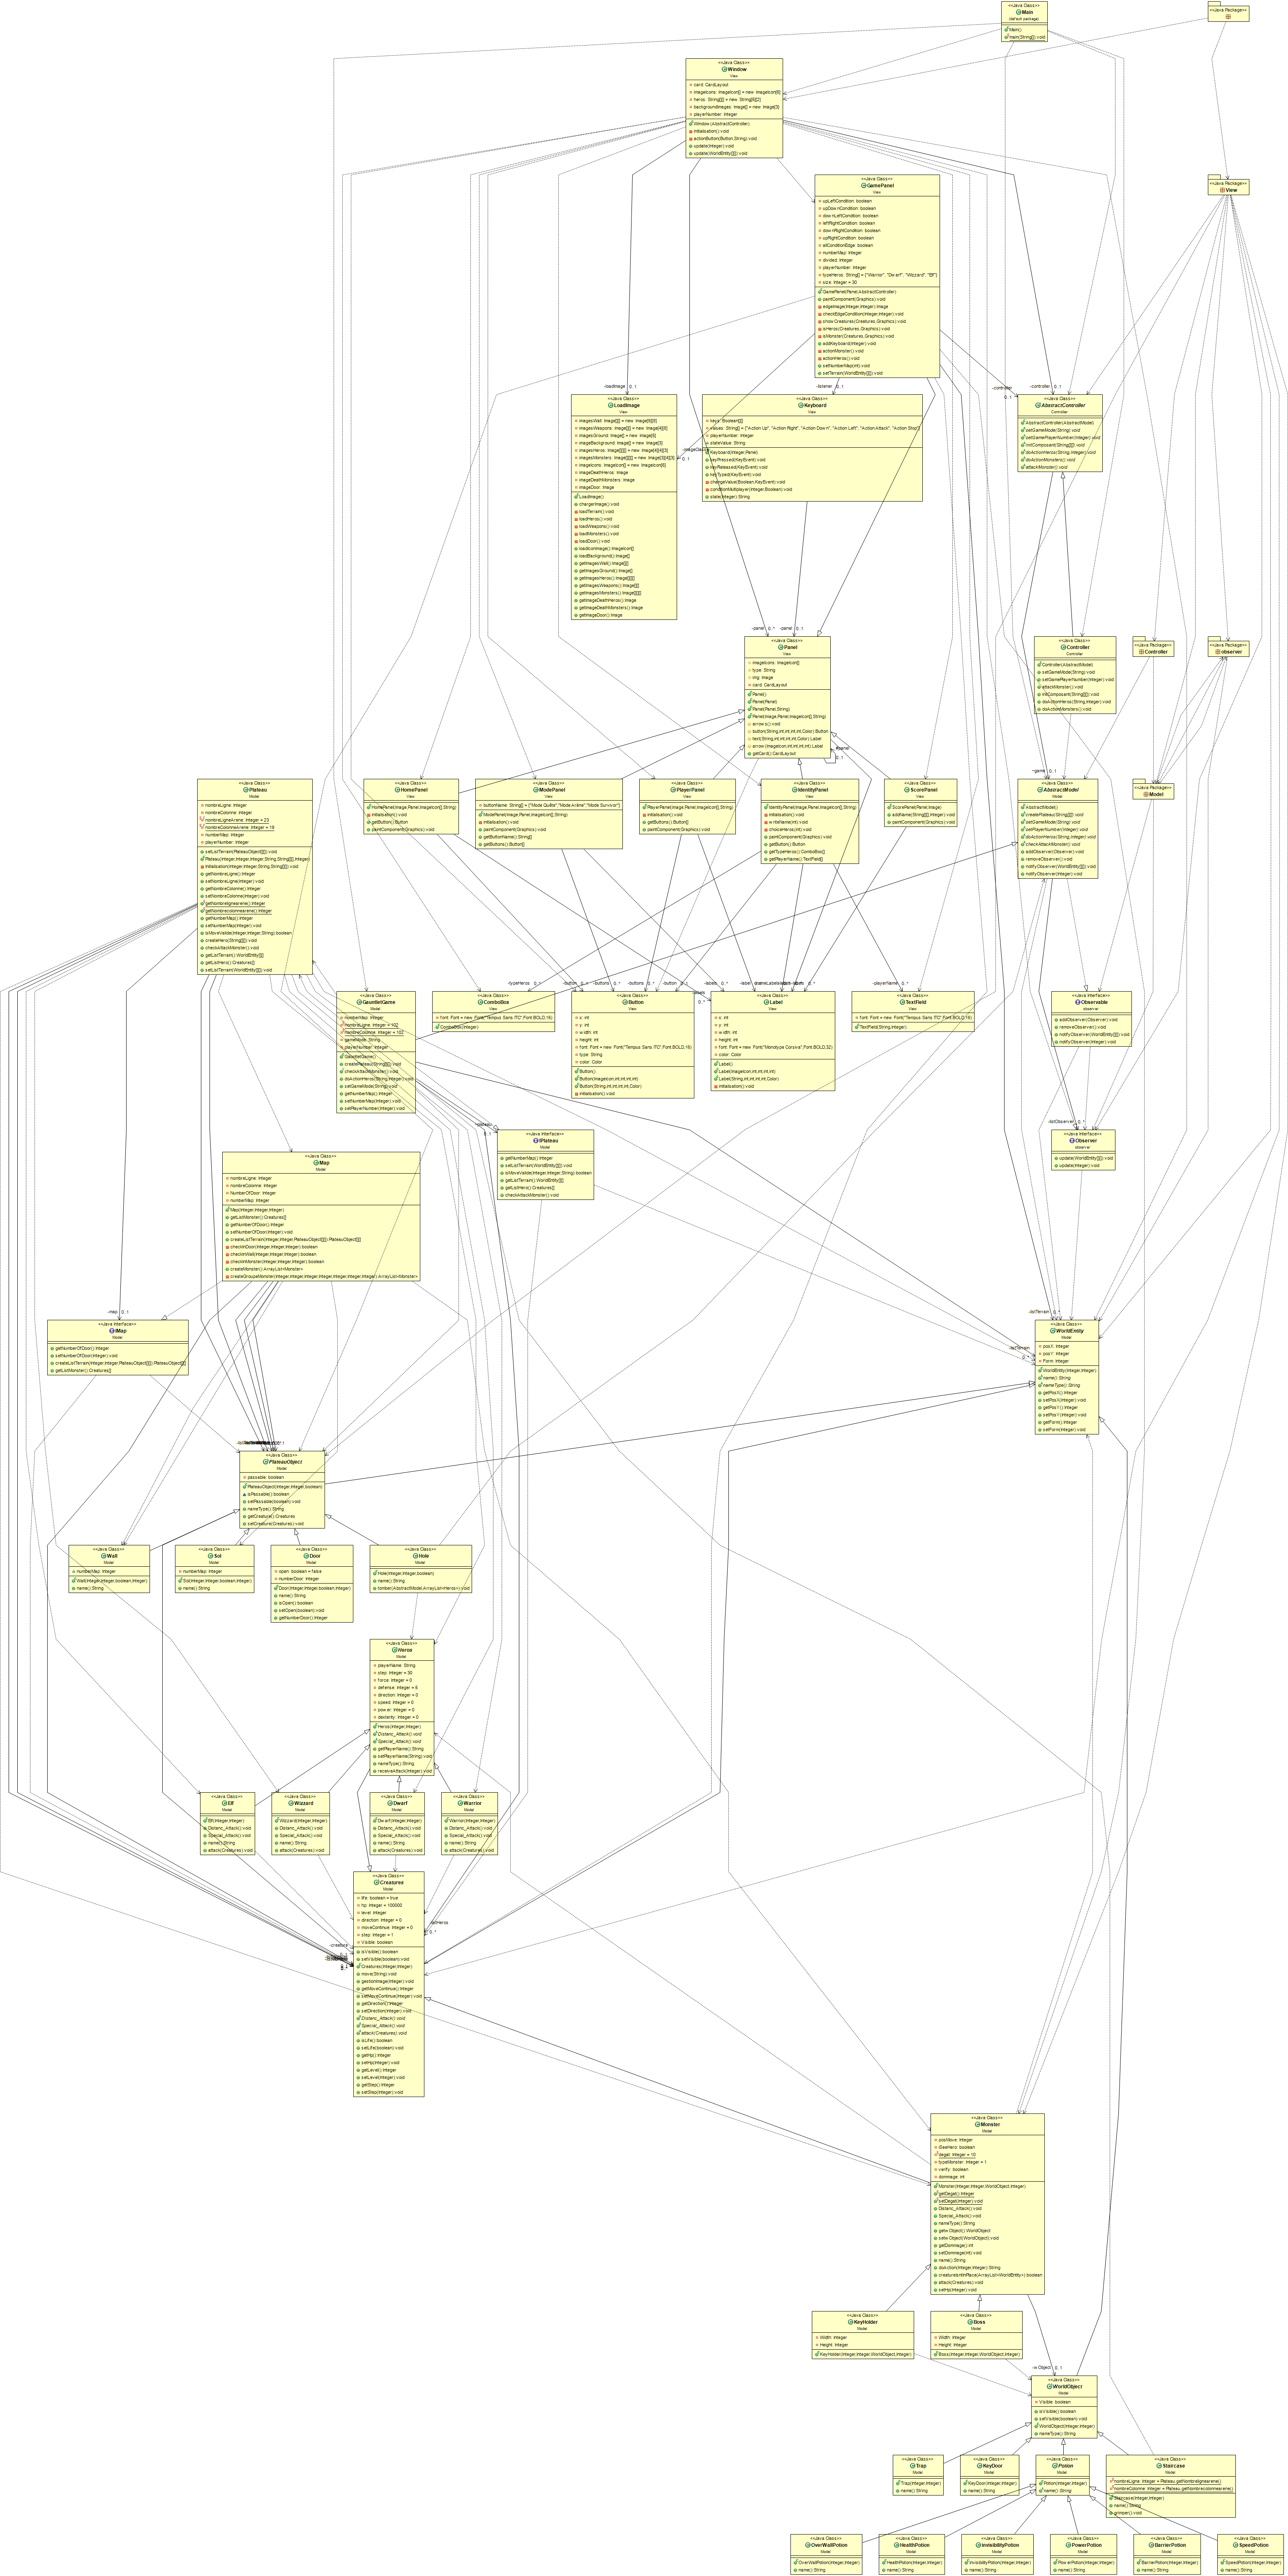 <<Java Class>>
Main
(default package)
Main()
main(String[]):void
<<Java Package>>
<<Java Class>>
Window
View
card: CardLayout
imageIcons: ImageIcon[] = new ImageIcon[6]
heros: String[][] = new String[6][2]
backgroundImages: Image[] = new Image[3]
playerNumber: Integer
Window(AbstractController)
initialisation():void
actionButton(Button,String):void
update(Integer):void
update(WorldEntity[][]):void
<<Java Class>>
GamePanel
View
upLeftCondition: boolean
upDownCondition: boolean
downLeftCondition: boolean
leftRightCondition: boolean
downRightCondition: boolean
upRightCondition: boolean
allConditionEdge: boolean
numberMap: Integer
divided: Integer
playerNumber: Integer
typeHeros: String[] = {"Warrior", "Dwarf", "Wizzard", "Elf"}
size: Integer = 30
GamePanel(Panel,AbstractController)
paintComponent(Graphics):void
edgeImage(Integer,Integer):Image
checkEdgeCondition(Integer,Integer):void
showCreatures(Creatures,Graphics):void
isHeros(Creatures,Graphics):void
isMonster(Creatures,Graphics):void
addKeyboard(Integer):void
actionMonster():void
actionHeros():void
setNumberMap(int):void
setTerrain(WorldEntity[][]):void
<<Java Package>>
View
-loadImage 0..1
-listener 0..1
-controller 0..1
-controller
0..1
<<Java Class>>
LoadImage
View
imagesWall: Image[][] = new Image[6][6]
imagesWeapons: Image[][] = new Image[4][8]
imagesGround: Image[] = new Image[6]
imageBackground: Image[] = new Image[3]
imagesHeros: Image[][][] = new Image[4][4][3]
imagesMonsters: Image[][][] = new Image[3][4][3]
imageIcons: ImageIcon[] = new ImageIcon[6]
imageDeathHeros: Image
imageDeathMonsters: Image
imageDoor: Image
LoadImage()
chargerImage():void
loadTerrain():void
loadHeros():void
loadWeapons():void
loadMonsters():void
loadDoor():void
loadIconImage():ImageIcon[]
loadBackground():Image[]
getImagesWall():Image[][]
getImagesGround():Image[]
getImagesHeros():Image[][][]
getImagesWeapons():Image[][]
getImagesMonsters():Image[][][]
getImageDeathHeros():Image
getImageDeathMonsters():Image
getImageDoor():Image
0..1
<<Java Class>>
Keyboard
View
keys: Boolean[][]
values: String[] = {"Action Up", "Action Right", "Action Down", "Action Left", "Action Attack", "Action Stop"}
playerNumber: Integer
stateValue: String
Keyboard(Integer,Panel)
keyPressed(KeyEvent):void
keyReleased(KeyEvent):void
keyTyped(KeyEvent):void
changeValue(Boolean,KeyEvent):void
conditionMultiplayer(Integer,Boolean):void
state(Integer):String
<<Java Class>>
AbstractController
Controller
AbstractController(AbstractModel)
setGameMode(String):void
setGamePlayerNumber(Integer):void
initComposant(String[][]):void
doActionHeros(String,Integer):void
doActionMonsters():void
attackMonster():void
-panel 0..*
-panel 0..1
<<Java Class>>
Panel
View
imageIcons: ImageIcon[]
type: String
img: Image
card: CardLayout
Panel()
Panel(Panel)
Panel(Panel,String)
Panel(Image,Panel,ImageIcon[],String)
arrows():void
button(String,int,int,int,int,Color):Button
text(String,int,int,int,int,Color):Label
arrow(ImageIcon,int,int,int,int):Label
getCard():CardLayout
#panel
0..1
<<Java Class>>
Controller
Controller
Controller(AbstractModel)
setGameMode(String):void
setGamePlayerNumber(Integer):void
attackMonster():void
initComposant(String[][]):void
doActionHeros(String,Integer):void
doActionMonsters():void
<<Java Package>>
Controller
<<Java Package>>
observer
-game 0..1
<<Java Class>>
Plateau
Model
nombreLigne: Integer
nombreColonne: Integer
nombreLigneArene: Integer = 23
nombreColonneArene: Integer = 19
numberMap: Integer
playerNumber: Integer
setListTerrain(PlateauObject[][]):void
Plateau(Integer,Integer,Integer,String,String[][],Integer)
initialisation(Integer,Integer,String,String[][]):void
getNombreLigne():Integer
setNombreLigne(Integer):void
getNombreColonne():Integer
setNombreColonne(Integer):void
getNombrelignearene():Integer
getNombrecolonnearene():Integer
getNumberMap():Integer
setNumberMap(Integer):void
isMoveValide(Integer,Integer,String):boolean
createHero(String[][]):void
checkAttackMonster():void
getListTerrain():WorldEntity[][]
getListHero():Creatures[]
setListTerrain(WorldEntity[][]):void
<<Java Class>>
HomePanel
View
HomePanel(Image,Panel,ImageIcon[],String)
initialisation():void
getButton():Button
paintComponent(Graphics):void
<<Java Class>>
ModePanel
View
buttonName: String[] = {"Mode Quête","Mode Arène","Mode Survivor"}
ModePanel(Image,Panel,ImageIcon[],String)
initialisation():void
paintComponent(Graphics):void
getButtonName():String[]
getButtons():Button[]
<<Java Class>>
PlayerPanel
View
PlayerPanel(Image,Panel,ImageIcon[],String)
initialisation():void
getButtons():Button[]
paintComponent(Graphics):void
<<Java Class>>
IdentityPanel
View
IdentityPanel(Image,Panel,ImageIcon[],String)
initialisation():void
writeName(int):void
choiceHeros(int):void
paintComponent(Graphics):void
getButton():Button
getTypeHeros():ComboBox[]
getPlayerName():TextField[]
<<Java Class>>
ScorePanel
View
ScorePanel(Panel,Image)
addName(String[][],Integer):void
paintComponent(Graphics):void
<<Java Class>>
AbstractModel
Model
AbstractModel()
createPlateau(String[][]):void
setGameMode(String):void
setPlayerNumber(Integer):void
doActionHeros(String,Integer):void
checkAttackMonster():void
addObserver(Observer):void
removeObserver():void
notifyObserver(WorldEntity[][]):void
notifyObserver(Integer):void
<<Java Package>>
Model
-typeHeros 0..*
-button 0..1
-buttons 0..*
-buttons 0..*
-button 0..1
-labels 0..*
-playerName 0..*
<<Java Class>>
GauntletGame
Model
numberMap: Integer
nombreLigne: Integer = 102
nombreColonne: Integer = 102
gameMode: String
playerNumber: Integer
GauntletGame()
createPlateau(String[][]):void
checkAttackMonster():void
doActionHeros(String,Integer):void
setGameMode(String):void
getNumberMap():Integer
setNumberMap(Integer):void
setPlayerNumber(Integer):void
<<Java Class>>
ComboBox
View
font: Font = new Font("Tempus Sans ITC",Font.BOLD,16)
ComboBox(Integer)
<<Java Class>>
Button
View
x: int
y: int
width: int
height: int
font: Font = new Font("Tempus Sans ITC",Font.BOLD,16)
type: String
color: Color
Button()
Button(ImageIcon,int,int,int,int)
Button(String,int,int,int,int,Color)
initialisation():void
<<Java Class>>
Label
View
x: int
y: int
width: int
height: int
font: Font = new Font("Monotype Corsiva",Font.BOLD,32)
color: Color
Label()
Label(ImageIcon,int,int,int,int)
Label(String,int,int,int,int,Color)
initialisation():void
<<Java Class>>
TextField
View
font: Font = new Font("Tempus Sans ITC",Font.BOLD,16)
TextField(String,Integer)
<<Java Interface>>
Observable
observer
addObserver(Observer):void
removeObserver():void
notifyObserver(WorldEntity[][]):void
notifyObserver(Integer):void
-plateau
0..1
-listObserver 0..*
<<Java Interface>>
IPlateau
Model
getNumberMap():Integer
setListTerrain(WorldEntity[][]):void
isMoveValide(Integer,Integer,String):boolean
getListTerrain():WorldEntity[][]
getListHero():Creatures[]
checkAttackMonster():void
<<Java Interface>>
Observer
observer
update(WorldEntity[][]):void
update(Integer):void
<<Java Class>>
Map
Model
nombreLigne: Integer
nombreColonne: Integer
NumberOfDoor: Integer
numberMap: Integer
Map(Integer,Integer,Integer)
getListMonster():Creatures[]
getNumberOfDoor():Integer
setNumberOfDoor(Integer):void
createListTerrain(Integer,Integer,PlateauObject[][]):PlateauObject[][]
checkInDoor(Integer,Integer,Integer):boolean
checkInWall(Integer,Integer,Integer):boolean
checkInMonster(Integer,Integer,Integer):boolean
createMonster():ArrayList<Monster>
createGroupeMonster(Integer,Integer,Integer,Integer,Integer,Integer,Integer):ArrayList<Monster>
-map 0..1
<<Java Interface>>
IMap
Model
getNumberOfDoor():Integer
setNumberOfDoor(Integer):void
createListTerrain(Integer,Integer,PlateauObject[][]):PlateauObject[][]
getListMonster():Creatures[]
-listTerrain 0..*
-listTerrain
0..*
<<Java Class>>
WorldEntity
Model
posX: Integer
posY: Integer
Form: Integer
WorldEntity(Integer,Integer)
name():String
nameType():String
getPosX():Integer
setPosX(Integer):void
getPosY():Integer
setPosY(Integer):void
getForm():Integer
setForm(Integer):void
<<Java Class>>
PlateauObject
Model
passable: boolean
PlateauObject(Integer,Integer,boolean)
isPassable():boolean
setPassable(boolean):void
nameType():String
getCreature():Creatures
setCreature(Creatures):void
<<Java Class>>
Wall
Model
numberMap: Integer
Wall(Integer,Integer,boolean,Integer)
name():String
<<Java Class>>
Sol
Model
numberMap: Integer
Sol(Integer,Integer,boolean,Integer)
name():String
<<Java Class>>
Door
Model
open: boolean = false
numberDoor: Integer
Door(Integer,Integer,boolean,Integer)
name():String
isOpen():boolean
setOpen(boolean):void
getNumberDoor():Integer
<<Java Class>>
Hole
Model
Hole(Integer,Integer,boolean)
name():String
tomber(AbstractModel,ArrayList<Heros>):void
<<Java Class>>
Heros
Model
playerName: String
step: Integer = 30
force: Integer = 0
defense: Integer = 6
direction: Integer = 0
speed: Integer = 0
power: Integer = 0
dexterity: Integer = 0
Heros(Integer,Integer)
Distanc_Attack():void
Special_Attack():void
getPlayerName():String
setPlayerName(String):void
nameType():String
receiveAttack(Integer):void
<<Java Class>>
Elf
Model
Elf(Integer,Integer)
Distanc_Attack():void
Special_Attack():void
name():String
attack(Creatures):void
<<Java Class>>
Wizzard
Model
Wizzard(Integer,Integer)
Distanc_Attack():void
Special_Attack():void
name():String
attack(Creatures):void
<<Java Class>>
Dwarf
Model
Dwarf(Integer,Integer)
Distanc_Attack():void
Special_Attack():void
name():String
attack(Creatures):void
<<Java Class>>
Warrior
Model
Warrior(Integer,Integer)
Distanc_Attack():void
Special_Attack():void
name():String
attack(Creatures):void
-creature
-listHeros
0..*
<<Java Class>>
Creatures
Model
life: boolean = true
hp: Integer = 100000
level: Integer
direction: Integer = 0
moveContinue: Integer = 0
step: Integer = 1
Visible: boolean
isVisible():boolean
setVisible(boolean):void
Creatures(Integer,Integer)
move(String):void
gestionImage(Integer):void
getMoveContinue():Integer
setMoveContinue(Integer):void
getDirection():Integer
setDirection(Integer):void
Distanc_Attack():void
Special_Attack():void
attack(Creatures):void
isLife():boolean
setLife(boolean):void
getHp():Integer
setHp(Integer):void
getLevel():Integer
setLevel(Integer):void
getStep():Integer
setStep(Integer):void
<<Java Class>>
Monster
Model
posMove: Integer
iSeeHero: boolean
degat: Integer = 10
typeMonster: Integer = 1
verify: boolean
dommage: int
Monster(Integer,Integer,WorldObject,Integer)
getDegat():Integer
setDegat(Integer):void
Distanc_Attack():void
Special_Attack():void
nameType():String
getwObject():WorldObject
setwObject(WorldObject):void
getDommage():int
setDommage(int):void
name():String
doAction(Integer,Integer):String
creatureIsntInPlace(ArrayList<WorldEntity>):boolean
attack(Creatures):void
setHp(Integer):void
<<Java Class>>
KeyHolder
Model
Width: Integer
Height: Integer
KeyHolder(Integer,Integer,WorldObject,Integer)
<<Java Class>>
Boss
Model
Width: Integer
Height: Integer
Boss(Integer,Integer,WorldObject,Integer)
-wObject 0..1
<<Java Class>>
WorldObject
Model
Visible: boolean
isVisible():boolean
setVisible(boolean):void
WorldObject(Integer,Integer)
nameType():String
<<Java Class>>
Trap
Model
Trap(Integer,Integer)
name():String
<<Java Class>>
KeyDoor
Model
KeyDoor(Integer,Integer)
name():String
<<Java Class>>
Potion
Model
Potion(Integer,Integer)
name():String
<<Java Class>>
Staircase
Model
nombreLigne: Integer = Plateau.getNombrelignearene()
nombreColonne: Integer = Plateau.getNombrecolonnearene()
Staircase(Integer,Integer)
name():String
grimper():void
<<Java Class>>
OverWallPotion
Model
OverWallPotion(Integer,Integer)
name():String
<<Java Class>>
HealthPotion
Model
HealthPotion(Integer,Integer)
name():String
<<Java Class>>
InvisibilityPotion
Model
InvisibilityPotion(Integer,Integer)
name():String
<<Java Class>>
PowerPotion
Model
PowerPotion(Integer,Integer)
name():String
<<Java Class>>
BarrierPotion
Model
BarrierPotion(Integer,Integer)
name():String
<<Java Class>>
SpeedPotion
Model
SpeedPotion(Integer,Integer)
name():String